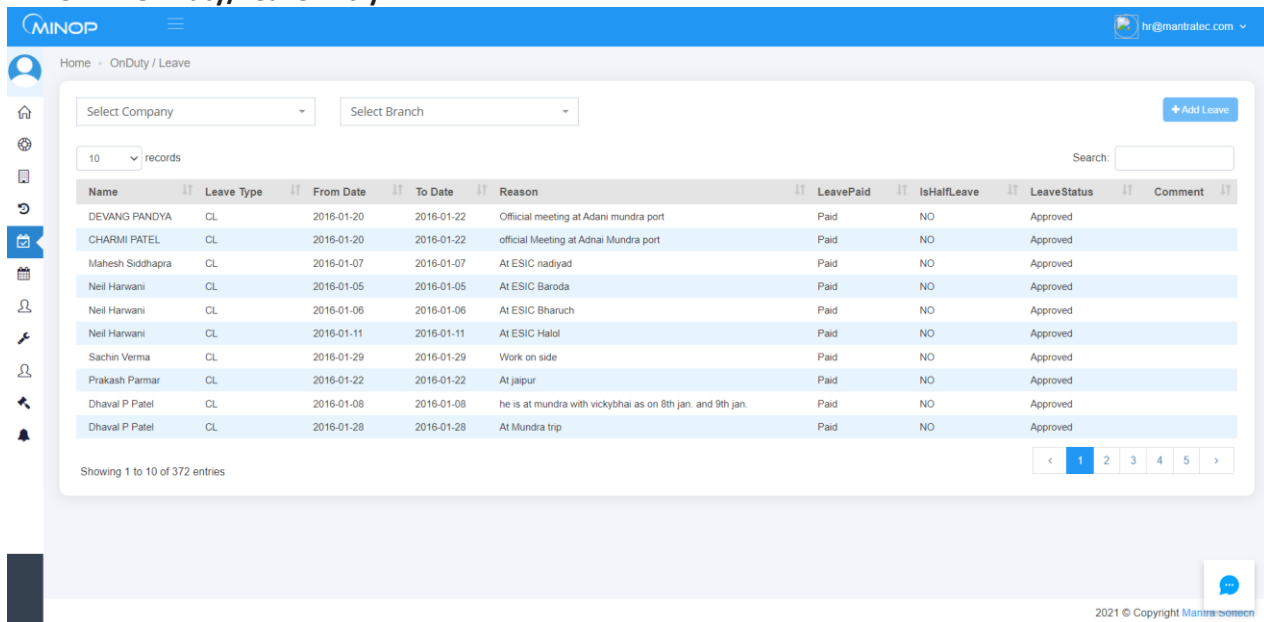 MINOP hr@mantratec.com
Home OnDuty / Leave
Select Company Select Branch + Add Leave
10 records Search:
Name Leave Type From Date To Date Reason LeavePaid IsHalfLeave LeaveStatus Comment
DEVANG PANDYA CL 2016-01-20 2016-01-22 Official meeting at Adani mundra port Paid NO Approved
CHARMI PATEL CL 2016-01-20 2016-01-22 official Meeting at Adnai Mundra port Paid NO Approved
Mahesh Siddhapra CL 2016-01-07 2016-01-07 At ESIC nadiyad Paid NO Approved
Neil Harwani CL 2016-01-05 2016-01-05 At ESIC Baroda Paid NO Approved
Neil Harwani CL 2016-01-06 2016-01-06 At ESIC Bharuch Paid NO Approved
Neil Harwani CL 2016-01-11 2016-01-11 At ESIC Halol Paid NO Approved
Sachin Verma CL 2016-01-29 2016-01-29 Work on side Paid NO Approved
Prakash Parmar CL 2016-01-22 2016-01-22 At jaipur Paid NO Approved
Dhaval P Patel CL 2016-01-08 2016-01-08 he is at mundra with vickybhai as on 8th jan. and 9th jan. Paid NO Approved
Dhaval P Patel CL 2016-01-28 2016-01-28 At Mundra trip Paid NO Approved
Showing 1 to 10 of 372 entries < 1 2 3 4 5 >
2021 © Copyright Mantra Softech